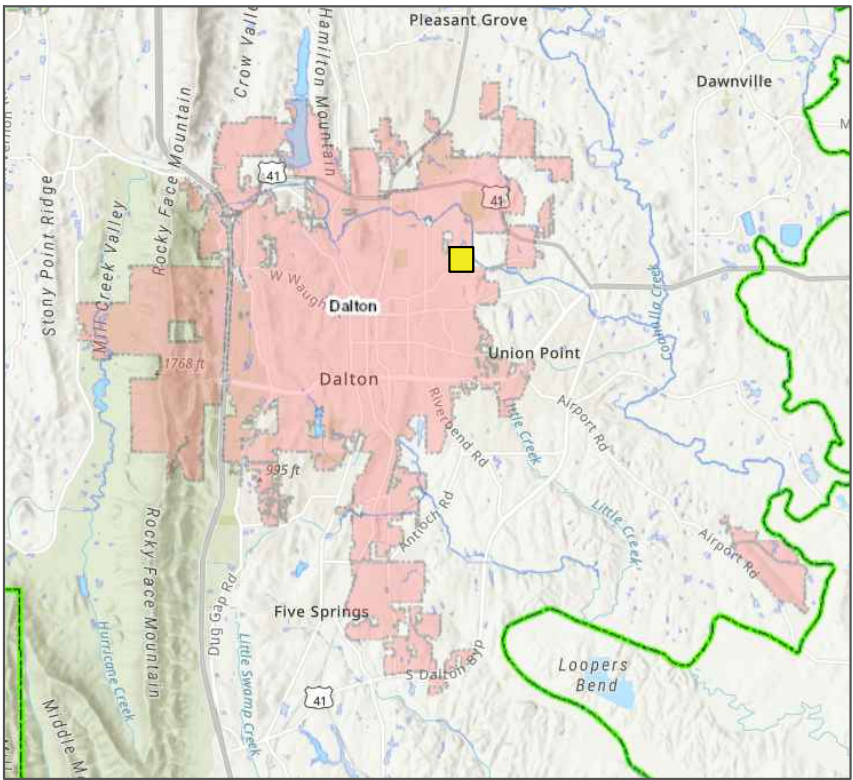 Pleasant Grove
Crow Valle
Hamilton Mountain
Dawnville
Rocky Face Mountain
41
41
Stony Point Ridge
Mill Creek Valley
W Waugh
Dalton
Coahulla Creek
Union Point
1768 ft
Dalton
Riverbend Rd
Little Creek
Airport Rd
995 ft
Antioch Rd
Little Creek
Airport Rd
Rocky Face Mountain
Dug Gap Rd
Five Springs
Hurricane Creek
Little Swamp Creek
S Dalton Byp
Loopers
Bend
41
Middle Mo